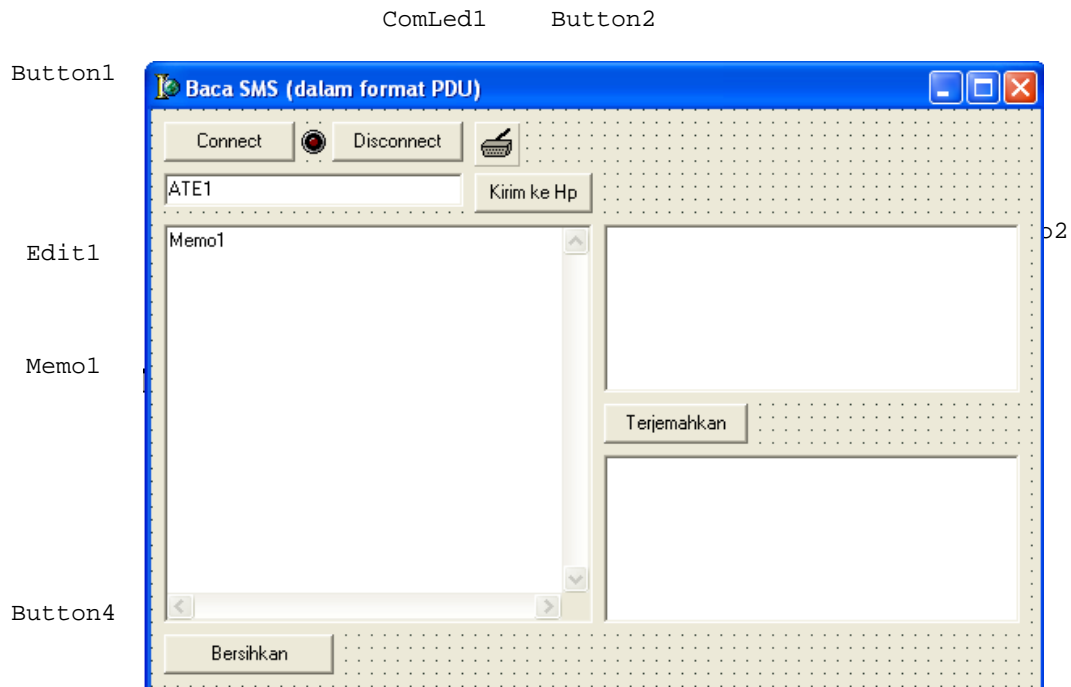 ComLed1 Button2
Button1
Baca SMS (dalam format PDU)
Connect Disconnect
ATE1 Kirim ke Hp
Edit1
Memo1
o2
Memo1
Terjemahkan
Button4
Bersihkan